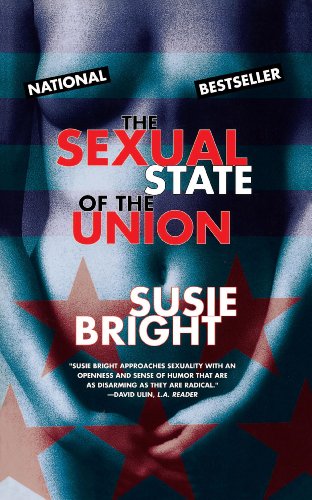 NATIONAL
BESTSELLER
THE
SEXUAL
STATE
OF THE
UNION
SUSIE
BRIGHT
"SUSIE BRIGHT APPROACHES SEXUALITY WITH AN
OPENNESS AND SENSE OF HUMOR THAT ARE
AS DISARMING AS THEY ARE RADICAL."
—DAVID ULIN, L.A. READER